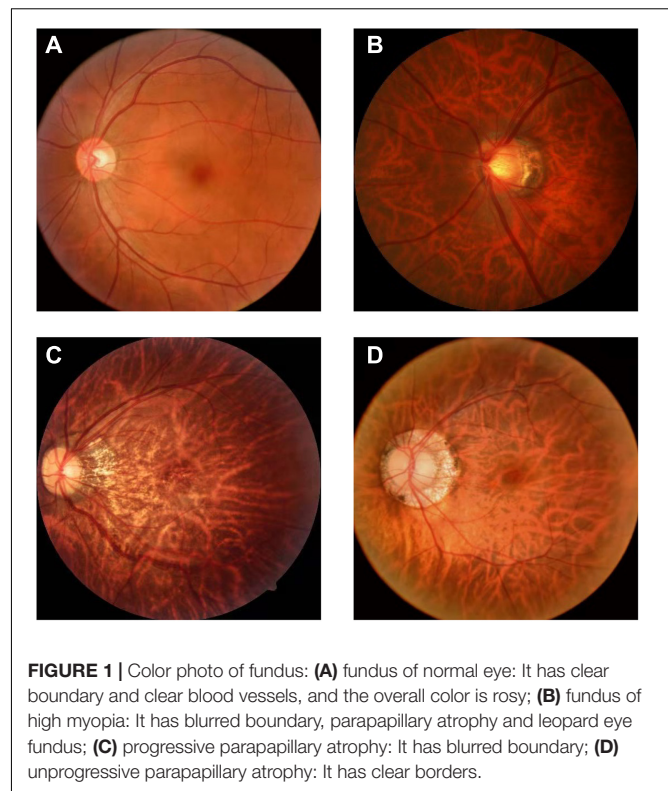 A
B
C
D
FIGURE 1 | Color photo of fundus: (A) fundus of normal eye: It has clear
boundary and clear blood vessels, and the overall color is rosy; (B) fundus of
high myopia: It has blurred boundary, parapapillary atrophy and leopard eye
fundus; (C) progressive parapapillary atrophy: It has blurred boundary; (D)
unprogressive parapapillary atrophy: It has clear borders.